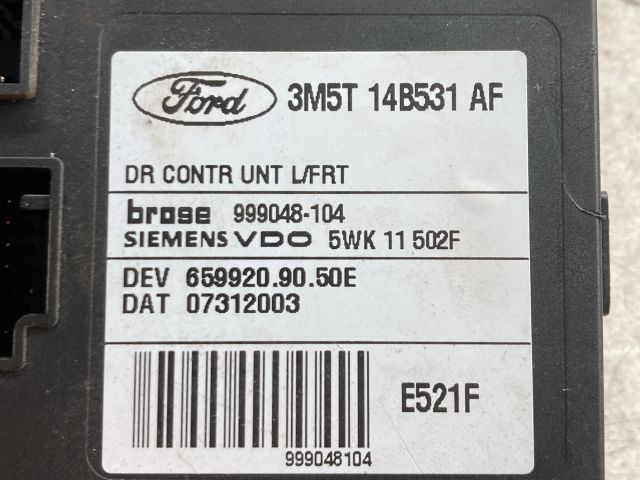 Ford 3M5T 14B531 AF
DR CONTR UNT L/FRT
brose 999048-104
SIEMENS VDO 5WK 11 502F
DEV 659920.90.50E
DAT 07312003
E521F
999048104